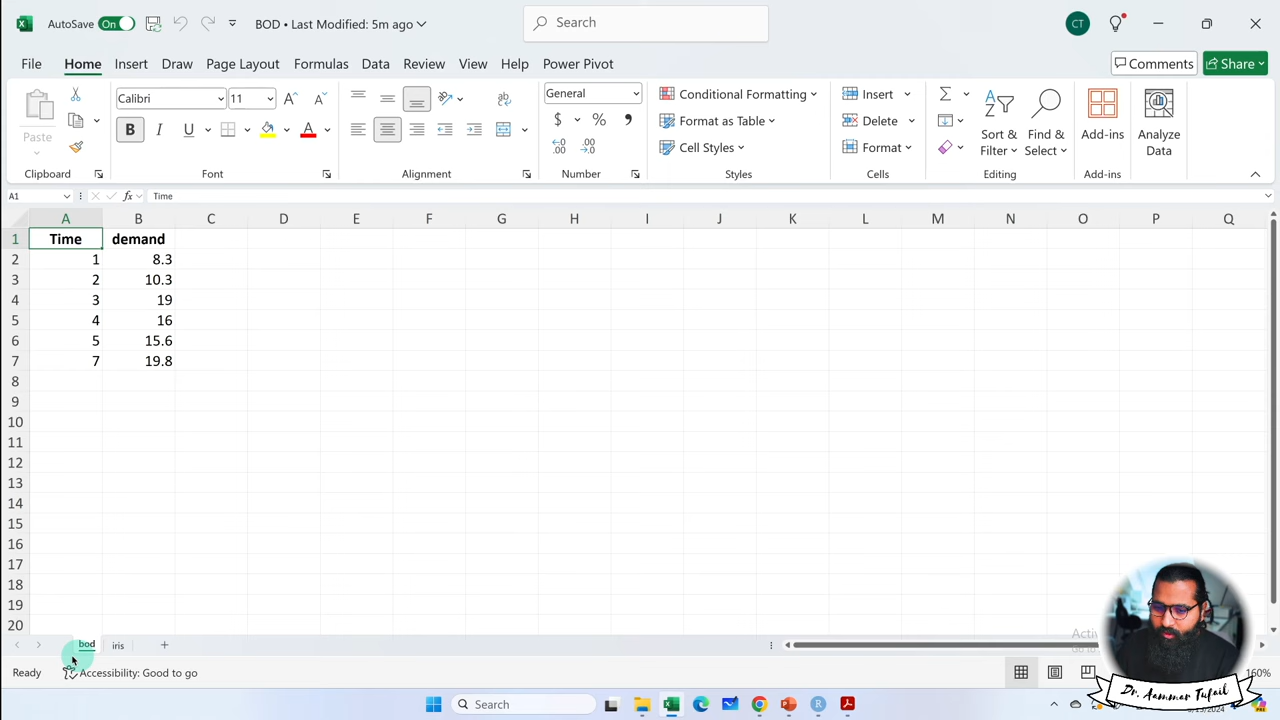 AutoSave On BOD • Last Modified: 5m ago Search CT
File Home Insert Draw Page Layout Formulas Data Review View Help Power Pivot Comments Share
Paste Calibri 11 General Conditional Formatting Insert Sort & Find & Add-ins Analyze
B I U A $ % , Format as Table Delete Filter Select Data
Cell Styles Format
Clipboard Font Alignment Number Styles Cells Editing Add-ins
A1 fx Time
A B C D E F G H I J K L M N O P Q
1 Time demand
2 1 8.3
3 2 10.3
4 3 19
5 4 16
6 5 15.6
7 7 19.8
8
9
10
11
12
13
14
15
16
17
18
19
20
bod iris +
Ready Accessibility: Good to go 160%
Dr. Aammar Tufail
Search